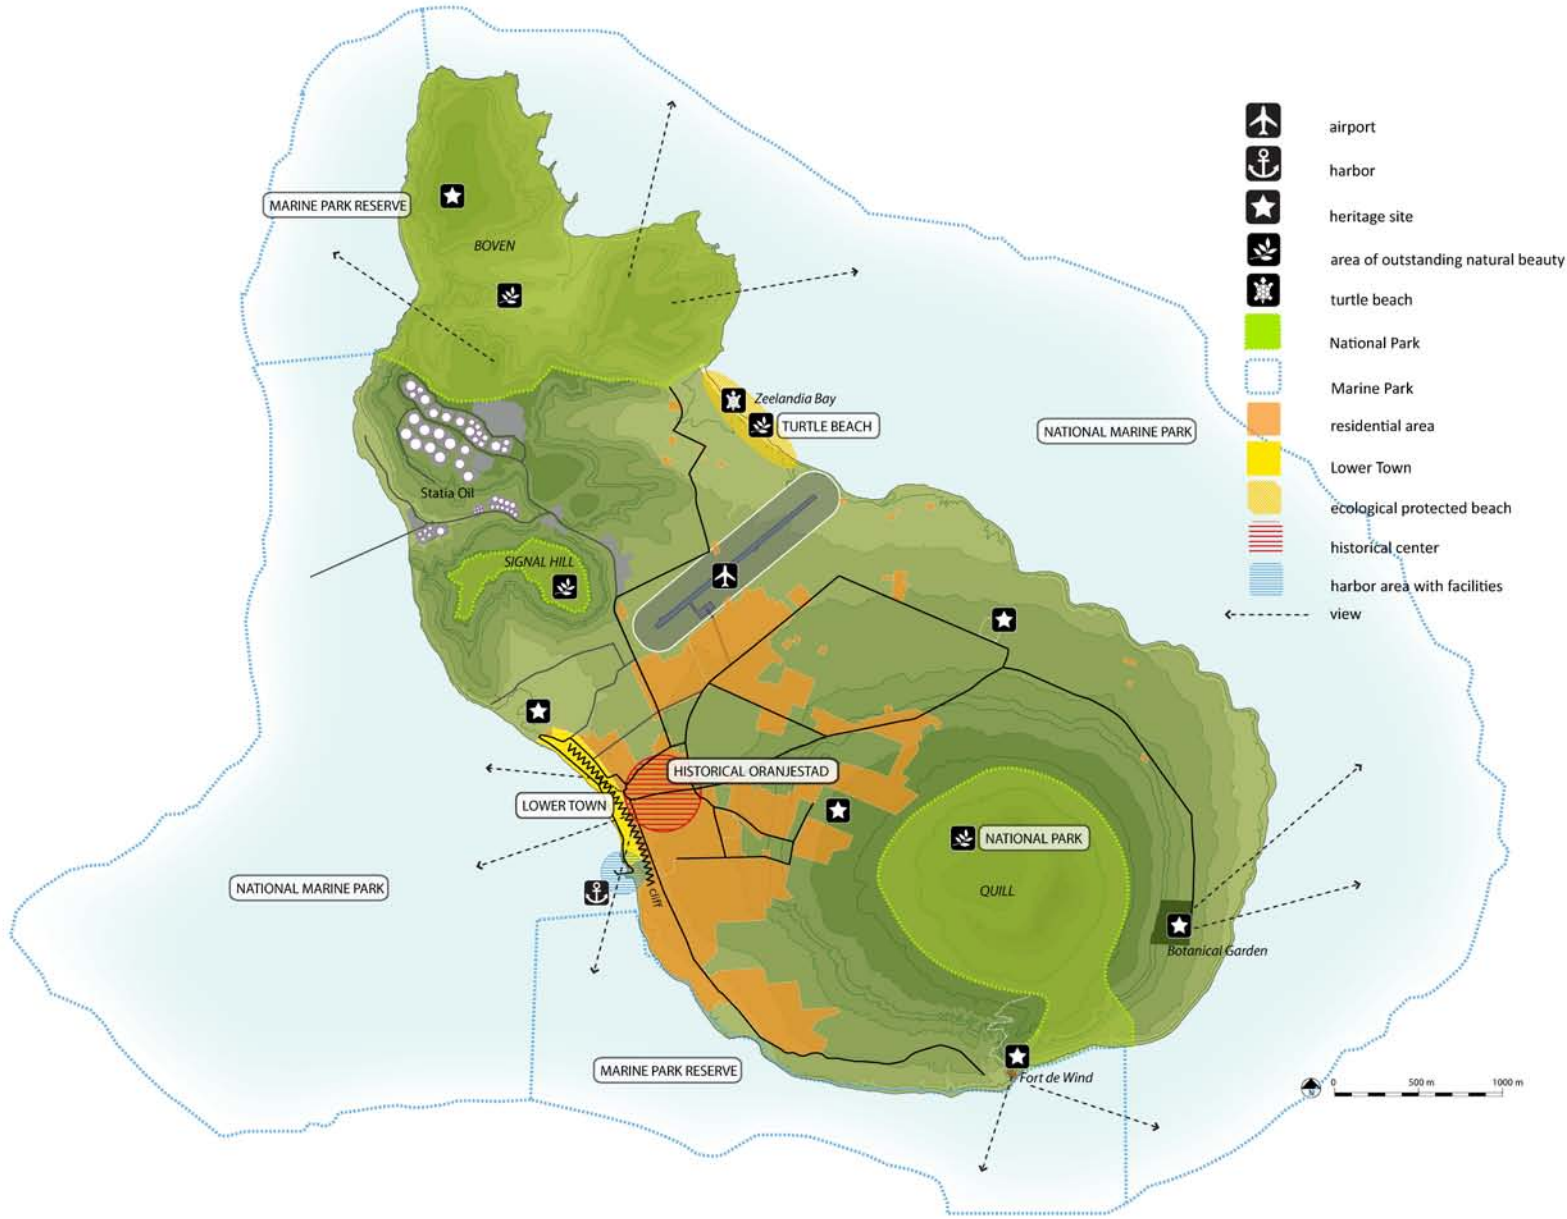 MARINE PARK RESERVE
BOVEN
Zeelandia Bay
TURTLE BEACH
NATIONAL MARINE PARK
Statia Oil
SIGNAL HILL
HISTORICAL ORANJESTAD
LOWER TOWN
NATIONAL PARK
QUILL
NATIONAL MARINE PARK
cliff
Botanical Garden
MARINE PARK RESERVE
Fort de Wind
airport
harbor
heritage site
area of outstanding natural beauty
turtle beach
National Park
Marine Park
residential area
Lower Town
ecological protected beach
historical center
harbor area with facilities
view
N
0 500 m 1000 m